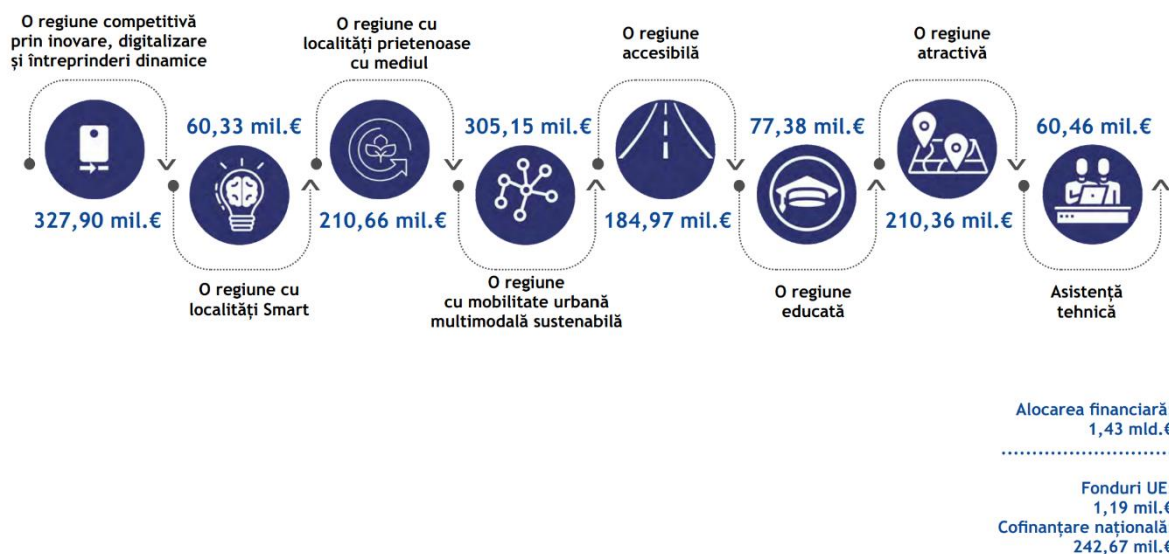 O regiune competitivă
prin inovare, digitalizare
și întreprinderi dinamice
327,90 mil.€
60,33 mil.€
O regiune cu
localități Smart
O regiune cu
localități prietenoase
cu mediul
210,66 mil.€
305,15 mil.€
O regiune
cu mobilitate urbană
multimodală sustenabilă
O regiune
accesibilă
184,97 mil.€
77,38 mil.€
O regiune
educată
O regiune
atractivă
210,36 mil.€
60,46 mil.€
Asistență
tehnică
Alocarea financiară
1,43 mld.€
Fonduri UE
1,19 mil.€
Cofinanțare națională
242,67 mil.€